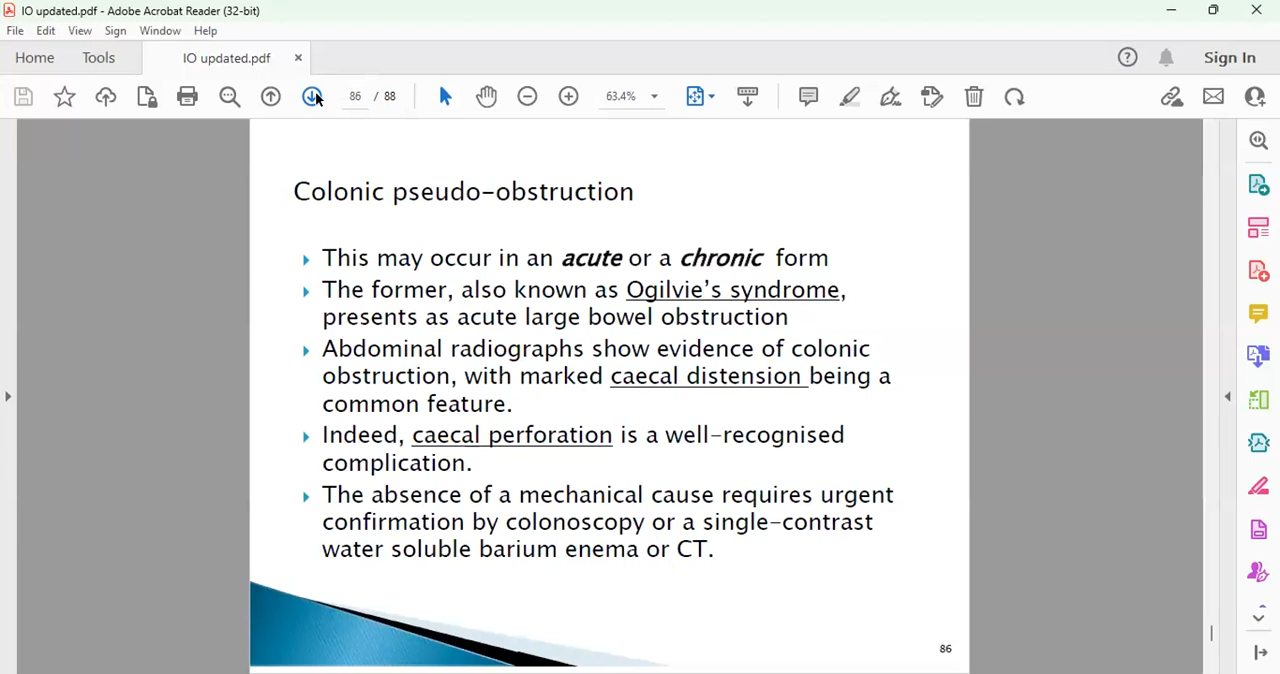 IO updated.pdf - Adobe Acrobat Reader (32-bit)
File Edit View Sign Window Help
Home Tools IO updated.pdf Sign In
86 / 88 63.4%
Colonic pseudo-obstruction
This may occur in an acute or a chronic form
The former, also known as Ogilvie's syndrome,
presents as acute large bowel obstruction
Abdominal radiographs show evidence of colonic
obstruction, with marked caecal distension being a
common feature.
Indeed, caecal perforation is a well-recognised
complication.
The absence of a mechanical cause requires urgent
confirmation by colonoscopy or a single-contrast
water soluble barium enema or CT.
86